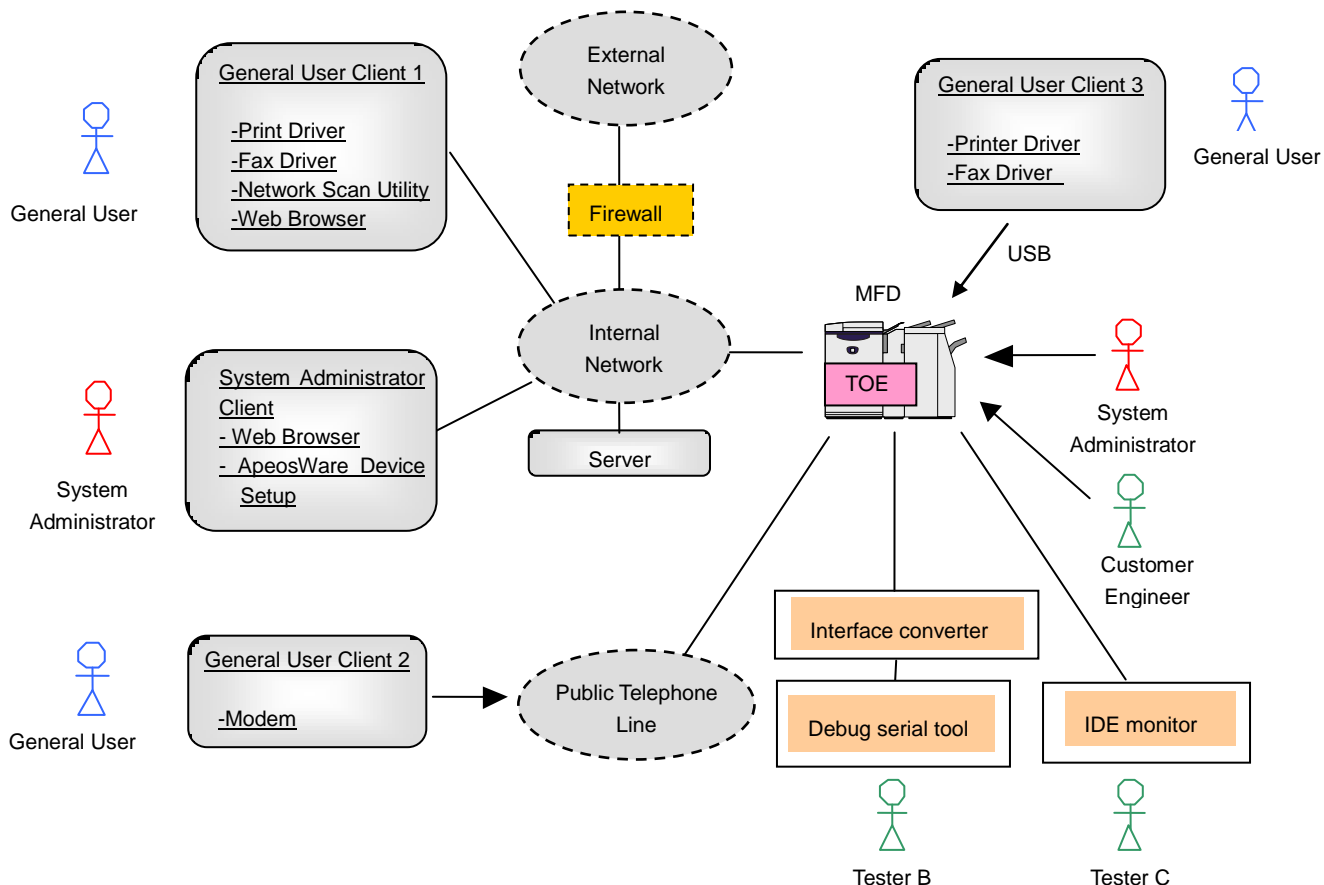 General User Client 1
-Print Driver
-Fax Driver
-Network Scan Utility
-Web Browser
General User
External
Network
Firewall
General User Client 3
-Printer Driver
-Fax Driver
General User
USB
MFD
TOE
Internal
Network
Server
System Administrator
Client
- Web Browser
- ApeosWare Device
Setup
System
Administrator
System
Administrator
Customer
Engineer
General User Client 2
-Modem
General User
Public Telephone
Line
Interface converter
Debug serial tool
IDE monitor
Tester B
Tester C